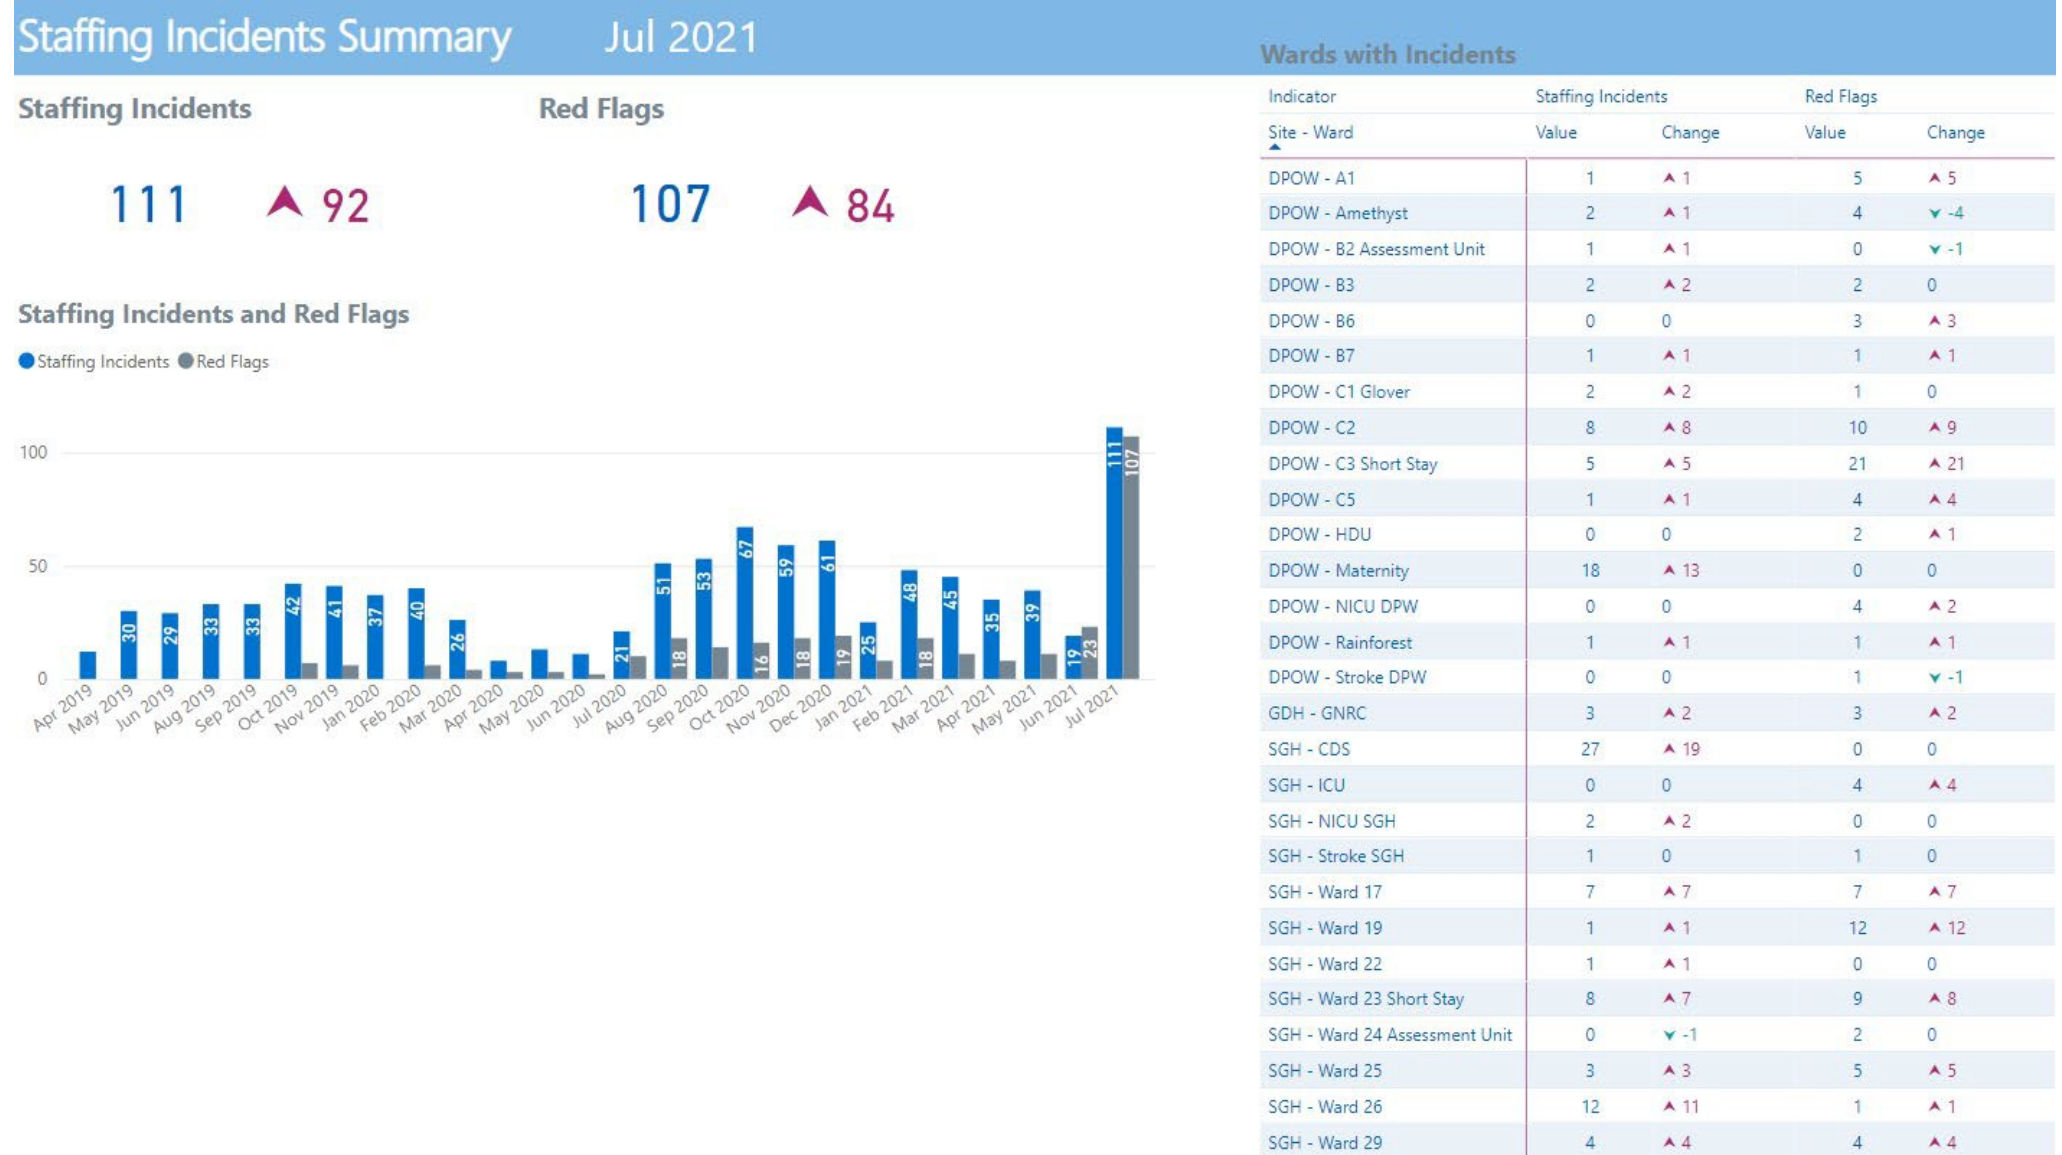 Staffing Incidents Summary Jul 2021
Staffing Incidents Red Flags
111 92 107 84
Staffing Incidents and Red Flags
Staffing Incidents Red Flags
100
50
0
30 29 33 33 42 41 37 40 26 21 51 18 53 67 16 59 18 61 19 25 48 18 45 35 39 19 23 111 107
Apr 2019 May 2019 Jun 2019 Aug 2019 Sep 2019 Oct 2019 Nov 2019 Jan 2020 Feb 2020 Mar 2020 Apr 2020 May 2020 Jun 2020 Jul 2020 Aug 2020 Sep 2020 Oct 2020 Nov 2020 Dec 2020 Jan 2021 Feb 2021 Mar 2021 Apr 2021 May 2021 Jun 2021 Jul 2021
Wards with Incidents
Indicator Staffing Incidents Red Flags
Site - Ward Value Change Value Change
DPOW - A1 1 1 5 5
DPOW - Amethyst 2 1 4 -4
DPOW - B2 Assessment Unit 1 1 0 -1
DPOW - B3 2 2 2 0
DPOW - B6 0 0 3 3
DPOW - B7 1 1 1 1
DPOW - C1 Glover 2 2 1 0
DPOW - C2 8 8 10 9
DPOW - C3 Short Stay 5 5 21 21
DPOW - C5 1 1 4 4
DPOW - HDU 0 0 2 1
DPOW - Maternity 18 13 0 0
DPOW - NICU DPW 0 0 4 2
DPOW - Rainforest 1 1 1 1
DPOW - Stroke DPW 0 0 1 -1
GDH - GNRC 3 2 3 2
SGH - CDS 27 19 0 0
SGH - ICU 0 0 4 4
SGH - NICU SGH 2 2 0 0
SGH - Stroke SGH 1 0 1 0
SGH - Ward 17 7 7 7 7
SGH - Ward 19 1 1 12 12
SGH - Ward 22 1 1 0 0
SGH - Ward 23 Short Stay 8 7 9 8
SGH - Ward 24 Assessment Unit 0 -1 2 0
SGH - Ward 25 3 3 5 5
SGH - Ward 26 12 11 1 1
SGH - Ward 29 4 4 4 4